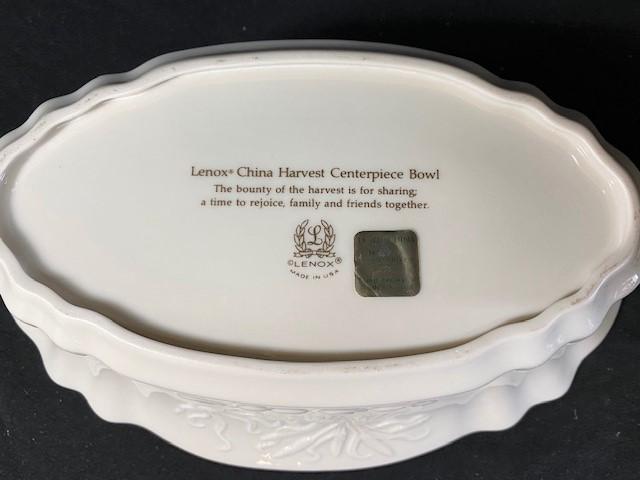 Lenox® China Harvest Centerpiece Bowl
The bounty of the harvest is for sharing;
a time to rejoice, family and friends together.
L
©LENOX®
MADE IN U.S.A.